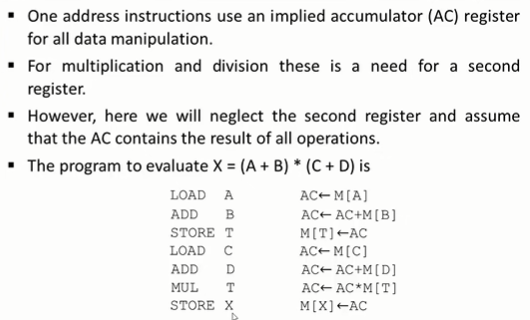 ▪ One address instructions use an implied accumulator (AC) register
for all data manipulation.
▪ For multiplication and division these is a need for a second
register.
▪ However, here we will neglect the second register and assume
that the AC contains the result of all operations.
▪ The program to evaluate X = (A + B) * (C + D) is
LOAD A AC← M[A]
ADD B AC← AC+M[B]
STORE T M[T]←AC
LOAD C AC← M[C]
ADD D AC← AC+M[D]
MUL T AC← AC*M[T]
STORE X M[X]←AC